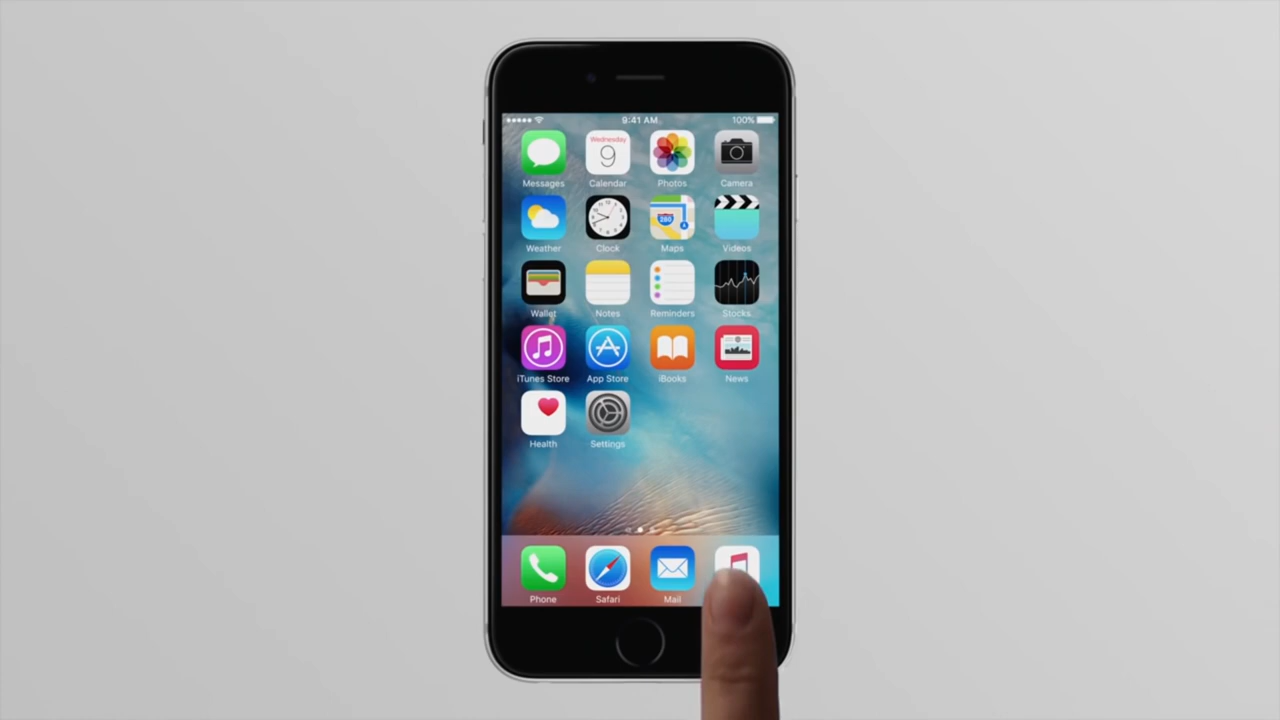 9:41 AM 100%
Wednesday
9
Messages Calendar Photos Camera
280
Weather Clock Maps Videos
Wallet Notes Reminders Stocks
iTunes Store App Store iBooks News
Health Settings
Phone Safari Mail